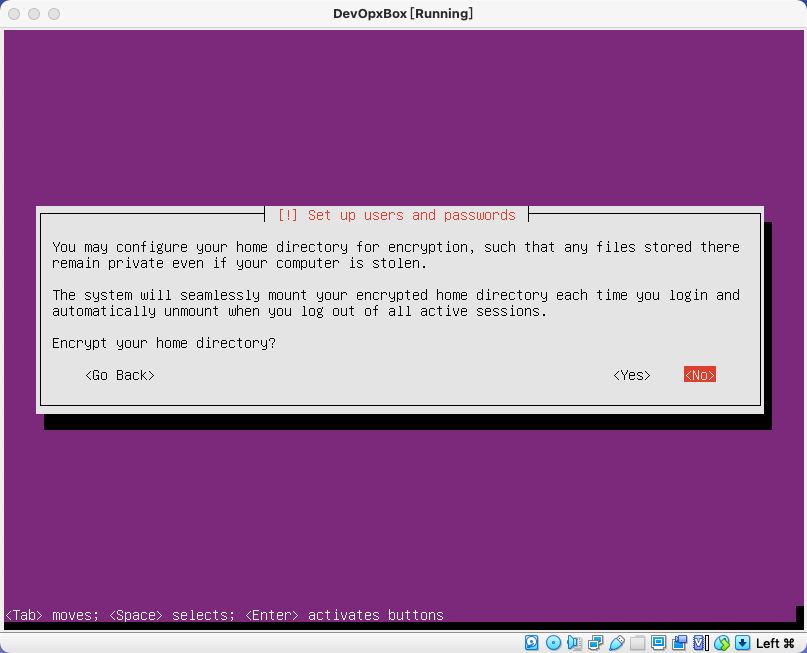 DevOpxBox [Running]
[!] Set up users and passwords
You may configure your home directory for encryption, such that any files stored there
remain private even if your computer is stolen.
The system will seamlessly mount your encrypted home directory each time you login and
automatically unmount when you log out of all active sessions.
Encrypt your home directory?
<Go Back> <Yes> <No>
<Tab> moves; <Space> selects; <Enter> activates buttons
Left ⌘